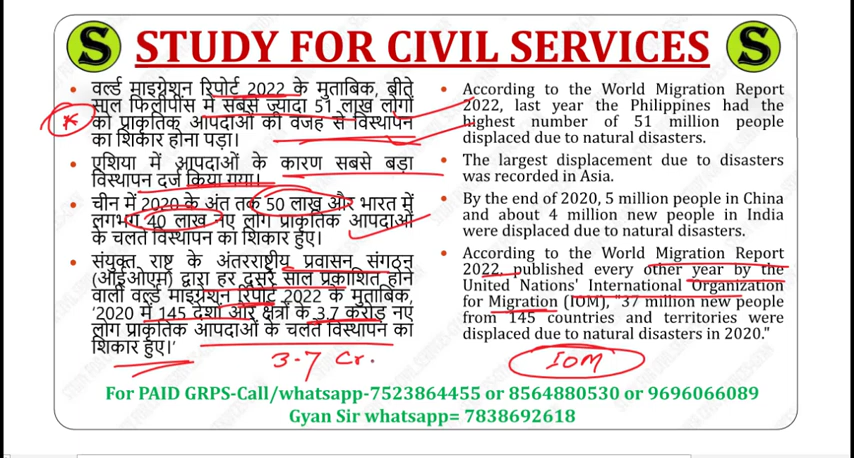 S STUDY FOR CIVIL SERVICES S
• वर्ल्ड माइग्रेशन रिपोर्ट 2022 के मुताबिक, बीते
साल फिलीपींस में सबसे ज्यादा 51 लाख लोगों
को प्राकृतिक आपदाओं की वजह से विस्थापन
का शिकार होना पड़ा।
• एशिया में आपदाओं के कारण सबसे बड़ा
विस्थापन दर्ज किया गया।
• चीन में 2020 के अंत तक 50 लाख और भारत में
लगभग 40 लाख नए लोग प्राकृतिक आपदाओं
के चलते विस्थापन का शिकार हुए।
• संयुक्त राष्ट्र के अंतरराष्ट्रीय प्रवासन संगठन
(आईओएम) द्वारा हर दूसरे साल प्रकाशित होने
वाली वर्ल्ड माइग्रेशन रिपोर्ट 2022 के मुताबिक,
'2020 में 145 देशों और क्षेत्रों के 3.7 करोड़ नए
लोग प्राकृतिक आपदाओं के चलते विस्थापन का
शिकार हुए।'
3.7 Cr.
• According to the World Migration Report
2022, last year the Philippines had the
highest number of 51 million people
displaced due to natural disasters.
• The largest displacement due to disasters
was recorded in Asia.
• By the end of 2020, 5 million people in China
and about 4 million new people in India
were displaced due to natural disasters.
• According to the World Migration Report
2022, published every other year by the
United Nations' International Organization
for Migration (IOM), "37 million new people
from 145 countries and territories were
displaced due to natural disasters in 2020."
IOM
For PAID GRPS-Call/whatsapp-7523864455 or 8564880530 or 9696066089
Gyan Sir whatsapp= 7838692618